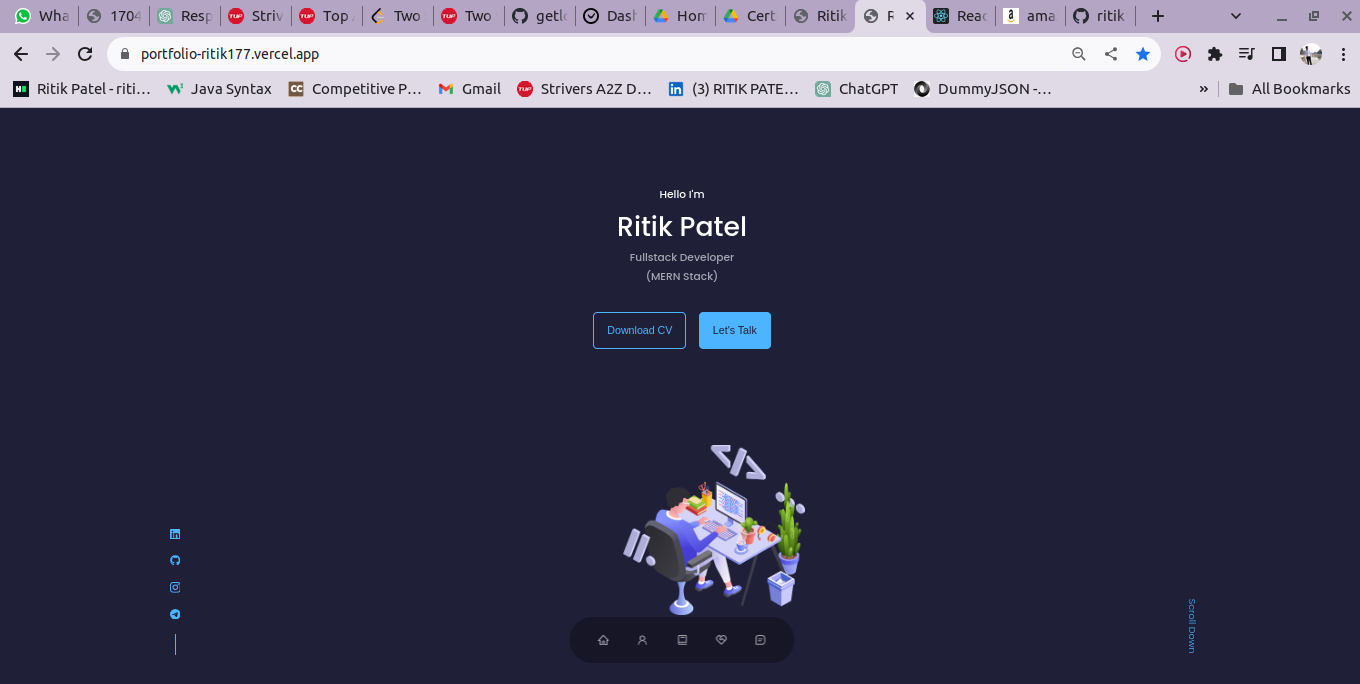 Wha 1704 Resp Striv Top Two Two getlo Dash Hom Cert Ritik R Reac ama ritik
portfolio-ritik177.vercel.app
Ritik Patel - riti… Java Syntax Competitive P… Gmail Strivers A2Z D… (3) RITIK PATE… ChatGPT DummyJSON -… » All Bookmarks
Hello I'm
Ritik Patel
Fullstack Developer
(MERN Stack)
Download CV Let's Talk
Scroll Down